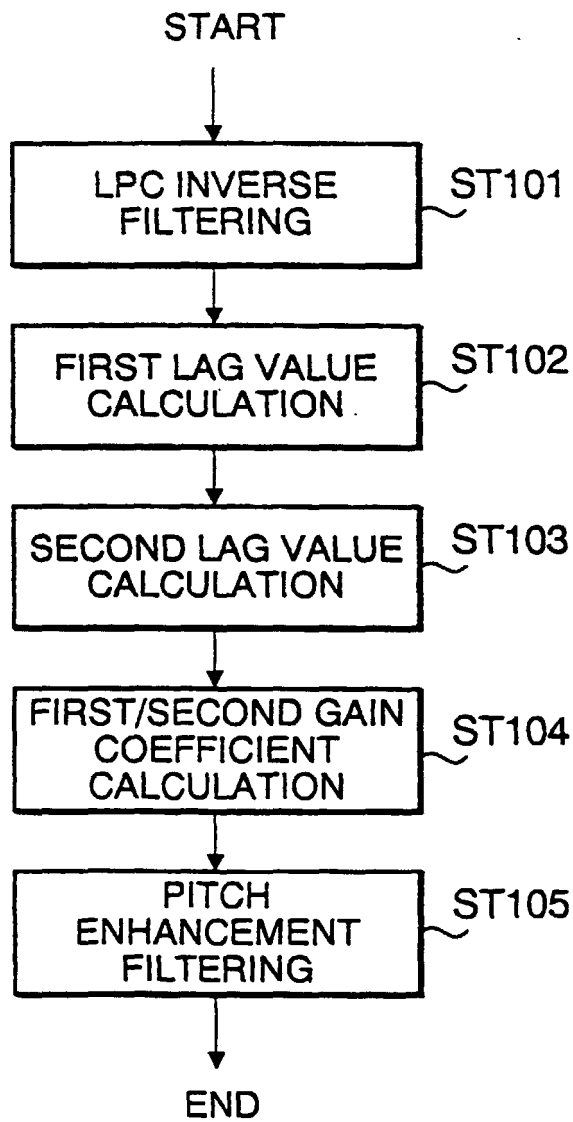 START
LPC INVERSE
FILTERING
ST101
FIRST LAG VALUE
CALCULATION
ST102
SECOND LAG VALUE
CALCULATION
ST103
FIRST/SECOND GAIN
COEFFICIENT
CALCULATION
ST104
PITCH
ENHANCEMENT
FILTERING
ST105
END